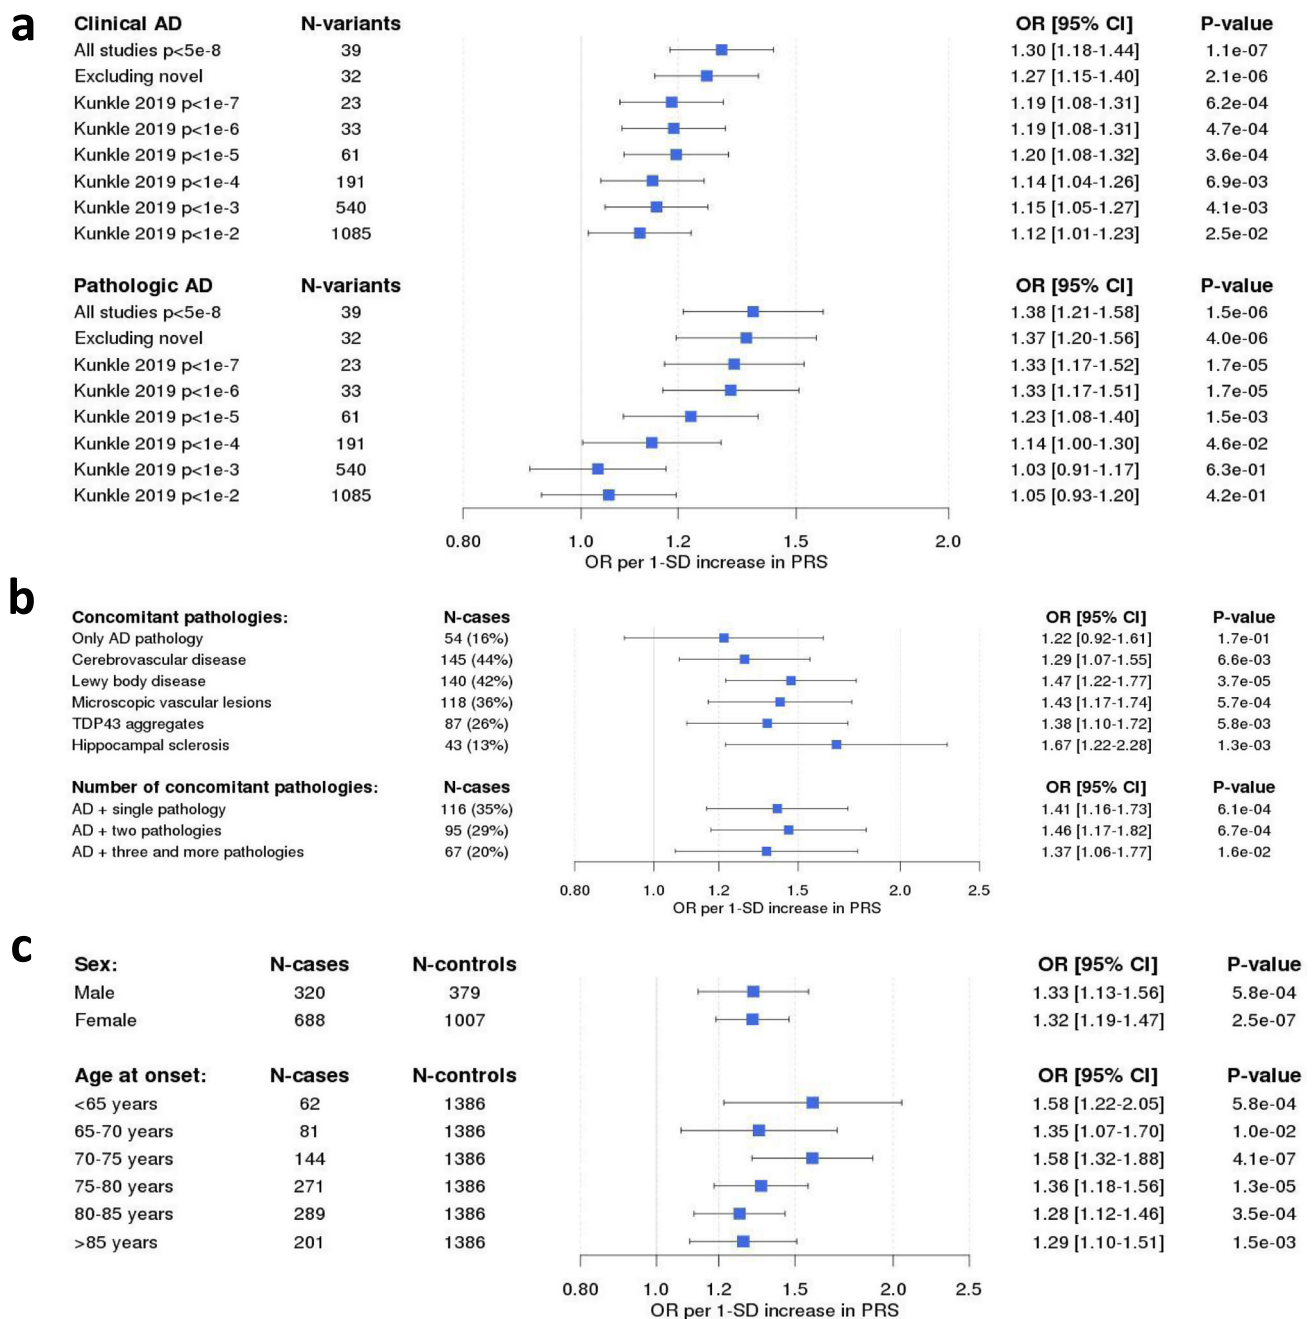 a
Clinical AD N-variants OR [95% CI] P-value
All studies p<5e-8 39 1.30 [1.18-1.44] 1.1e-07
Excluding novel 32 1.27 [1.15-1.40] 2.1e-06
Kunkle 2019 p<1e-7 23 1.19 [1.08-1.31] 6.2e-04
Kunkle 2019 p<1e-6 33 1.19 [1.08-1.31] 4.7e-04
Kunkle 2019 p<1e-5 61 1.20 [1.08-1.32] 3.6e-04
Kunkle 2019 p<1e-4 191 1.14 [1.04-1.26] 6.9e-03
Kunkle 2019 p<1e-3 540 1.15 [1.05-1.27] 4.1e-03
Kunkle 2019 p<1e-2 1085 1.12 [1.01-1.23] 2.5e-02
Pathologic AD N-variants OR [95% CI] P-value
All studies p<5e-8 39 1.38 [1.21-1.58] 1.5e-06
Excluding novel 32 1.37 [1.20-1.56] 4.0e-06
Kunkle 2019 p<1e-7 23 1.33 [1.17-1.52] 1.7e-05
Kunkle 2019 p<1e-6 33 1.33 [1.17-1.51] 1.7e-05
Kunkle 2019 p<1e-5 61 1.23 [1.08-1.40] 1.5e-03
Kunkle 2019 p<1e-4 191 1.14 [1.00-1.30] 4.6e-02
Kunkle 2019 p<1e-3 540 1.03 [0.91-1.17] 6.3e-01
Kunkle 2019 p<1e-2 1085 1.05 [0.93-1.20] 4.2e-01
0.80 1.0 1.2 1.5 2.0
OR per 1-SD increase in PRS
b
Concomitant pathologies: N-cases OR [95% CI] P-value
Only AD pathology 54 (16%) 1.22 [0.92-1.61] 1.7e-01
Cerebrovascular disease 145 (44%) 1.29 [1.07-1.55] 6.6e-03
Lewy body disease 140 (42%) 1.47 [1.22-1.77] 3.7e-05
Microscopic vascular lesions 118 (36%) 1.43 [1.17-1.74] 5.7e-04
TDP43 aggregates 87 (26%) 1.38 [1.10-1.72] 5.8e-03
Hippocampal sclerosis 43 (13%) 1.67 [1.22-2.28] 1.3e-03
Number of concomitant pathologies: N-cases OR [95% CI] P-value
AD + single pathology 116 (35%) 1.41 [1.16-1.73] 6.1e-04
AD + two pathologies 95 (29%) 1.46 [1.17-1.82] 6.7e-04
AD + three and more pathologies 67 (20%) 1.37 [1.06-1.77] 1.6e-02
0.80 1.0 1.2 1.5 2.0 2.5
OR per 1-SD increase in PRS
c
Sex: N-cases N-controls OR [95% CI] P-value
Male 320 379 1.33 [1.13-1.56] 5.8e-04
Female 688 1007 1.32 [1.19-1.47] 2.5e-07
Age at onset: N-cases N-controls OR [95% CI] P-value
<65 years 62 1386 1.58 [1.22-2.05] 5.8e-04
65-70 years 81 1386 1.35 [1.07-1.70] 1.0e-02
70-75 years 144 1386 1.58 [1.32-1.88] 4.1e-07
75-80 years 271 1386 1.36 [1.18-1.56] 1.3e-05
80-85 years 289 1386 1.28 [1.12-1.46] 3.5e-04
>85 years 201 1386 1.29 [1.10-1.51] 1.5e-03
0.80 1.0 1.2 1.5 2.0 2.5
OR per 1-SD increase in PRS